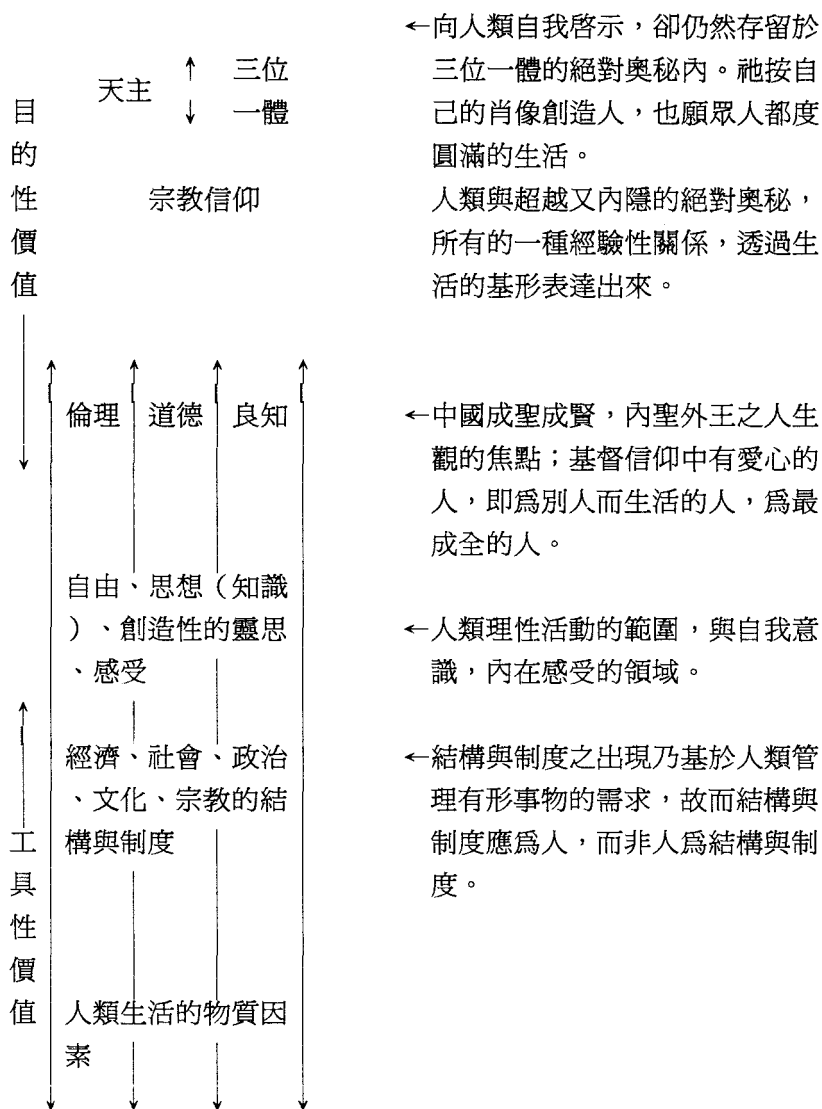 目的性價值
天主
三位
一體
宗教信仰
倫理
道德
良知
自由、思想（知識
）、創造性的靈思
、感受
經濟、社會、政治
、文化、宗教的結
構與制度
工具性價值
人類生活的物質因
素
←向人類自我啓示，卻仍然存留於
三位一體的絕對奧秘內。祂按自
己的肖像創造人，也願眾人都度
圓滿的生活。
人類與超越又內隱的絕對奧秘，
所有的一種經驗性關係，透過生
活的基形表達出來。
←中國成聖成賢，內聖外王之人生
觀的焦點；基督信仰中有愛心的
人，即爲別人而生活的人，爲最
成全的人。
←人類理性活動的範圍，與自我意
識，內在感受的領域。
←結構與制度之出現乃基於人類管
理有形事物的需求，故而結構與
制度應爲人，而非人爲結構與制
度。